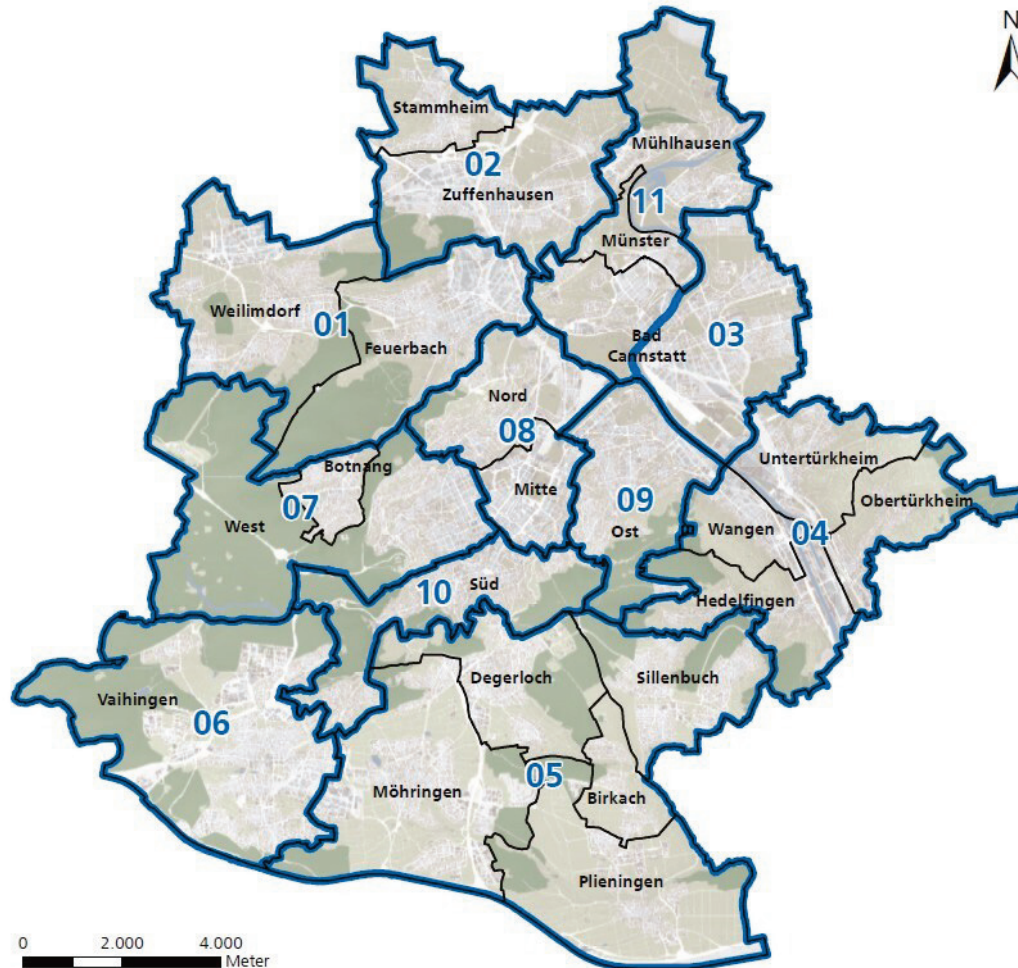 N
Stammheim
02
Zuffenhausen
Mühlhausen
11
Münster
Weilimdorf
01
Feuerbach
Bad
Cannstatt
03
Nord
08
Mitte
Botnang
07
West
09
Ost
Untertürkheim
Obertürkheim
Wangen
04
Hedelfingen
10
Süd
Degerloch
Sillenbuch
Vaihingen
06
Möhringen
05
Birkach
Plieningen
0 2.000 4.000
Meter